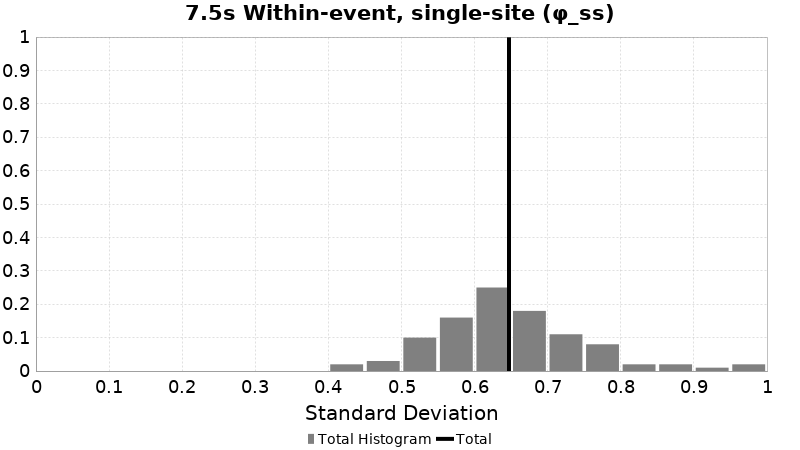 7.5s Within-event, single-site (φ_ss)
1
0.9
0.8
0.7
0.6
0.5
0.4
0.3
0.2
0.1
0
0 0.1 0.2 0.3 0.4 0.5 0.6 0.7 0.8 0.9 1
Standard Deviation
Total Histogram Total